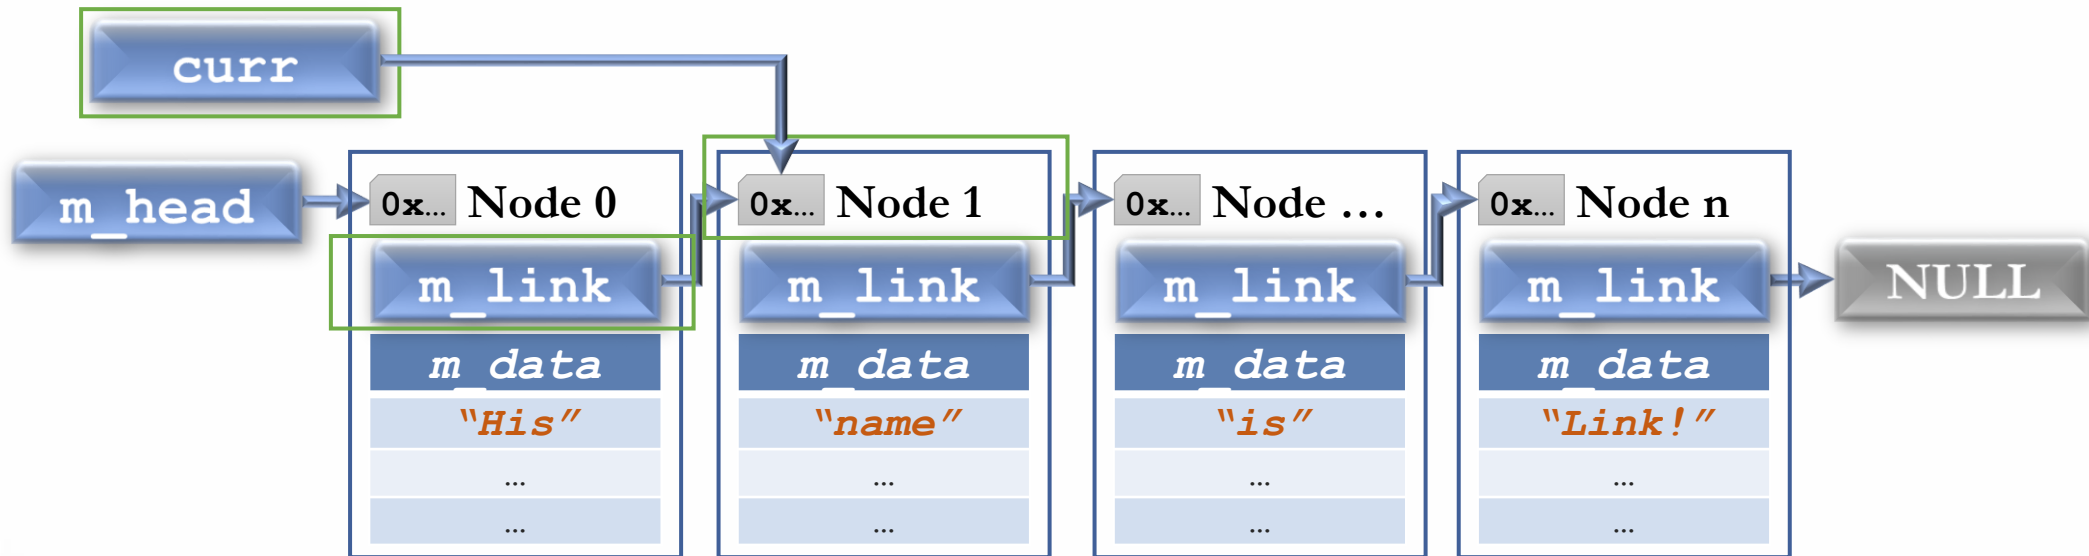 curr
m_head
0x... Node 0
0x... Node 1
0x... Node ...
0x... Node n
m_link
m_link
m_link
m_link
NULL
m_data
m_data
m_data
m_data
“His”
“name”
“is”
“Link!”
...
...
...
...
...
...
...
...